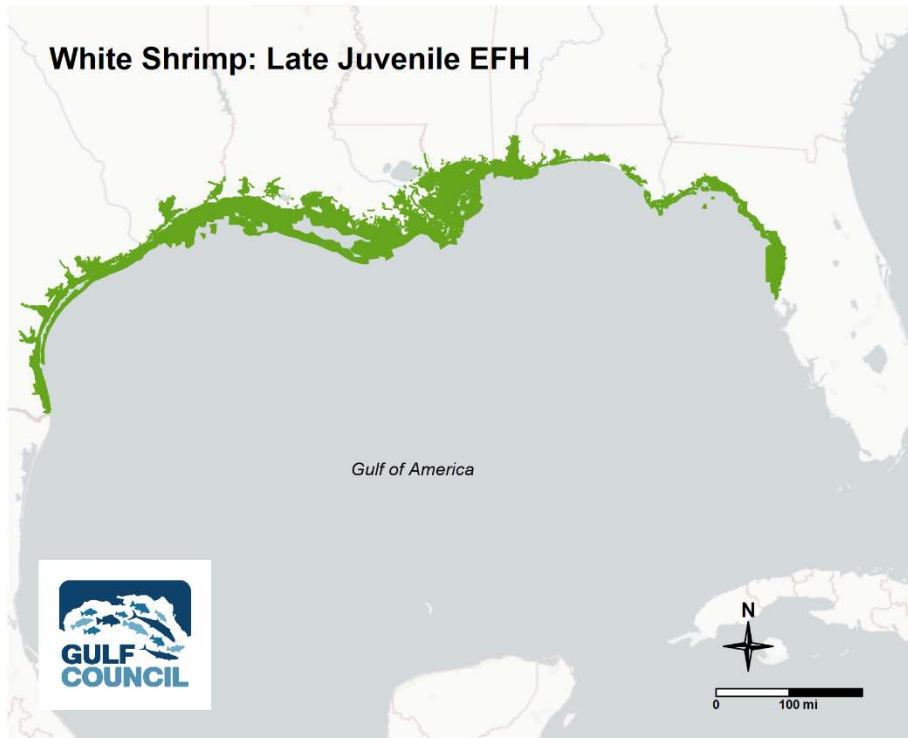 White Shrimp: Late Juvenile EFH
Gulf of America
GULF
COUNCIL
N
0 100 mi